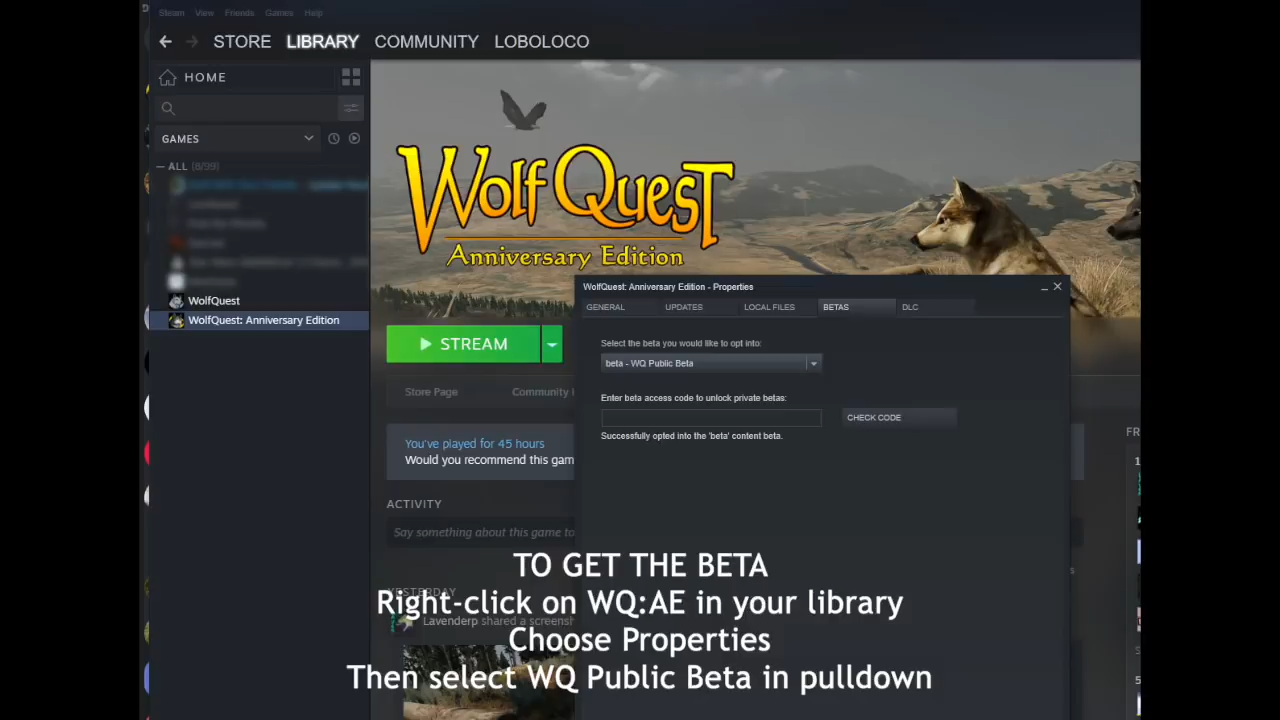 Steam View Friends Games Help
STORE LIBRARY COMMUNITY LOBOLOCO
HOME
GAMES
ALL (8/99)
WolfQuest
WolfQuest: Anniversary Edition
WolfQuest
Anniversary Edition
STREAM
Store Page Community
You've played for 45 hours
Would you recommend this gam
ACTIVITY
Say something about this game to
YESTERDAY
Lavenderp shared a screensh
WolfQuest: Anniversary Edition - Properties
GENERAL UPDATES LOCAL FILES BETAS DLC
Select the beta you would like to opt into:
beta - WQ Public Beta
Enter beta access code to unlock private betas:
CHECK CODE
Successfully opted into the 'beta' content beta.
FR
TO GET THE BETA
Right-click on WQ:AE in your library
Choose Properties
Then select WQ Public Beta in pulldown